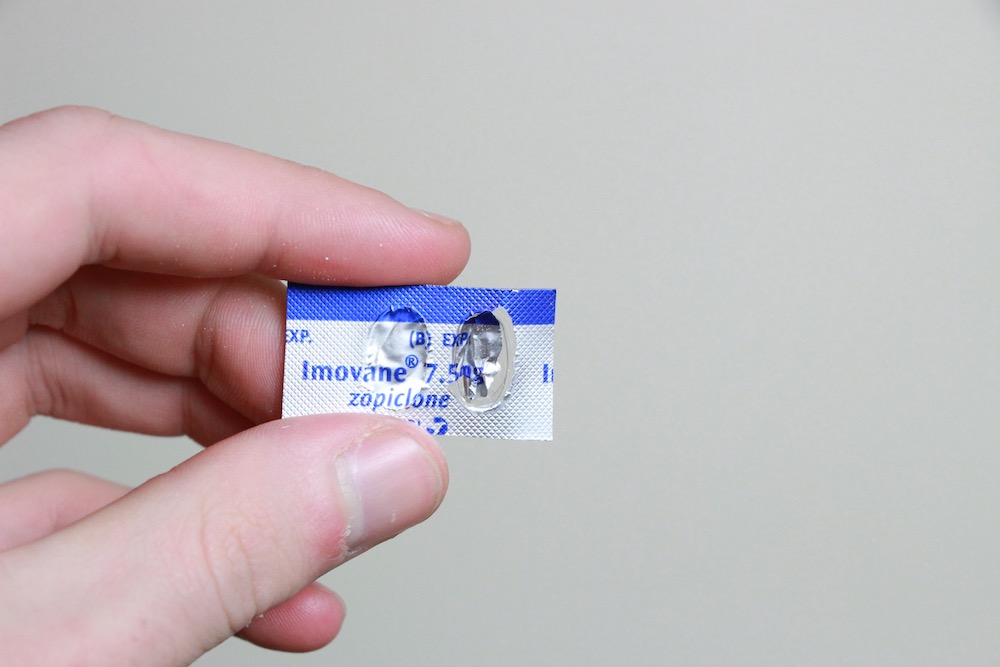 EXP. (B) EXP
Imovane® 7.5mg I
zopiclone